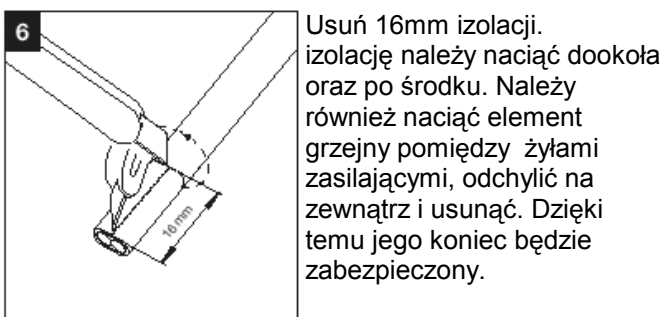 6
Usuń 16mm izolacji.
izolację należy naciąć dookoła
oraz po środku. Należy
również naciąć element
grzejny pomiędzy  żyłami
zasilającymi, odchylić na
zewnątrz i usunąć. Dzięki
temu jego koniec będzie
zabezpieczony.
16 mm